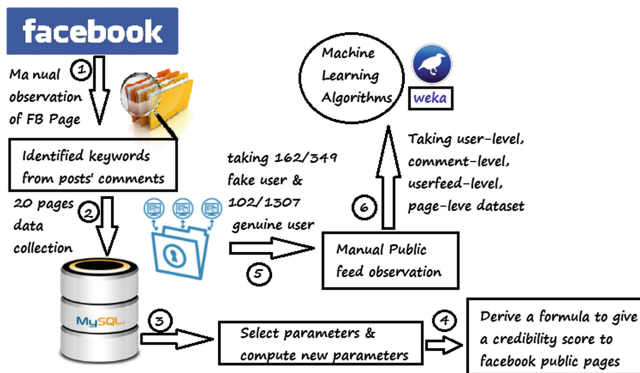 facebook
1
Ma nual
observation
of FB Page
Identified keywords
from posts' comments
20 pages
data
collection
2
MySQL
3
Select parameters &
compute new parameters
4
Derive a formula to give
a credibility score to
facebook public pages
taking 162/349
fake user &
102/1307
genuine user
5
Manual Public
feed observation
6
Taking user-level,
comment-level,
userfeed-level,
page-leve dataset
Machine
Learning
Algorithms
weka